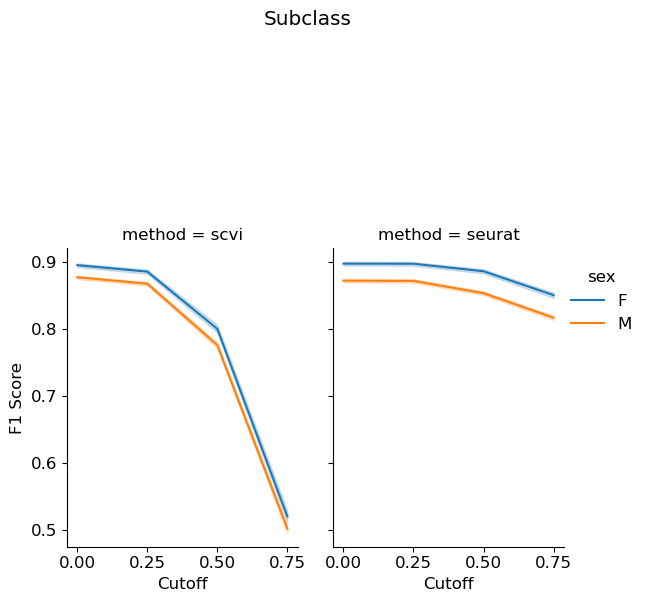 Subclass
method = scvi
method = seurat
0.9
0.8
0.7
0.6
0.5
F1 Score
0.00 0.25 0.50 0.75
Cutoff
0.00 0.25 0.50 0.75
Cutoff
sex
F
M